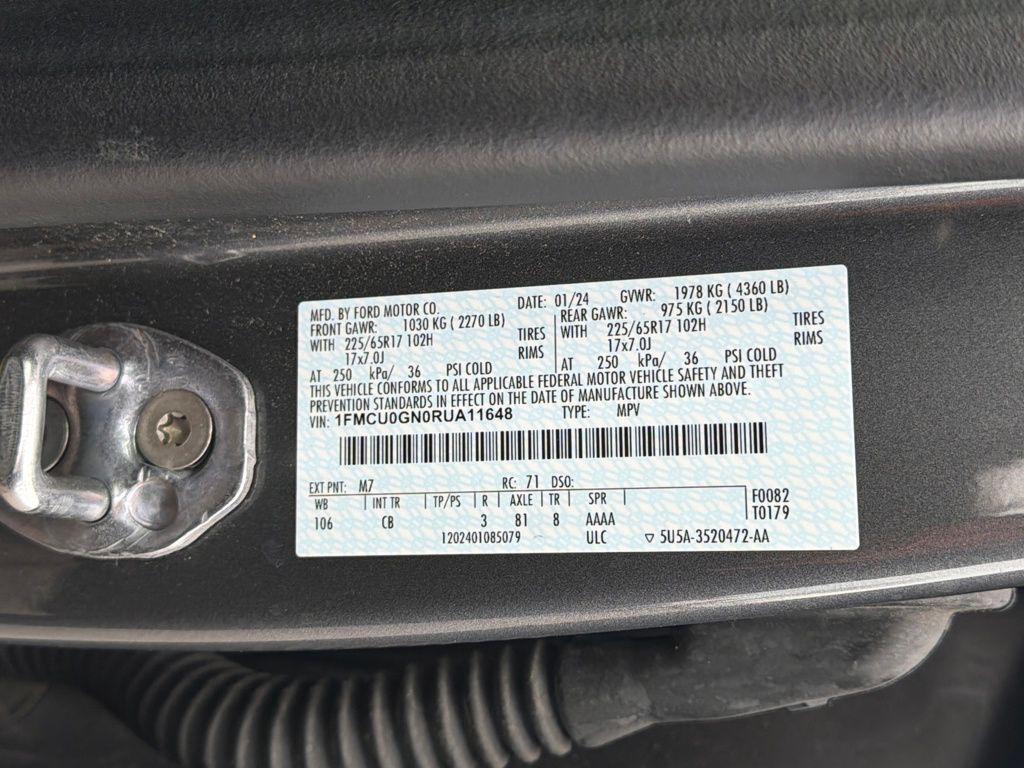 MFD. BY FORD MOTOR CO. DATE: 01/24 GVWR: 1978 KG ( 4360 LB)
FRONT GAWR: 1030 KG ( 2270 LB) REAR GAWR: 975 KG ( 2150 LB)
WITH 225/65R17 102H TIRES WITH 225/65R17 102H TIRES
17x7.0J RIMS 17x7.0J RIMS
AT 250 kPa/ 36 PSI COLD AT 250 kPa/ 36 PSI COLD
THIS VEHICLE CONFORMS TO ALL APPLICABLE FEDERAL MOTOR VEHICLE SAFETY AND THEFT
PREVENTION STANDARDS IN EFFECT ON THE DATE OF MANUFACTURE SHOWN ABOVE.
VIN: 1FMCU0GN0RUA11648 TYPE: MPV
EXT PNT: M7 RC: 71 DSO:
WB INT TR TP/PS R AXLE TR SPR F0082
106 CB 3 81 8 AAAA T0179
1202401085079 ULC ▽ 5U5A-3520472-AA